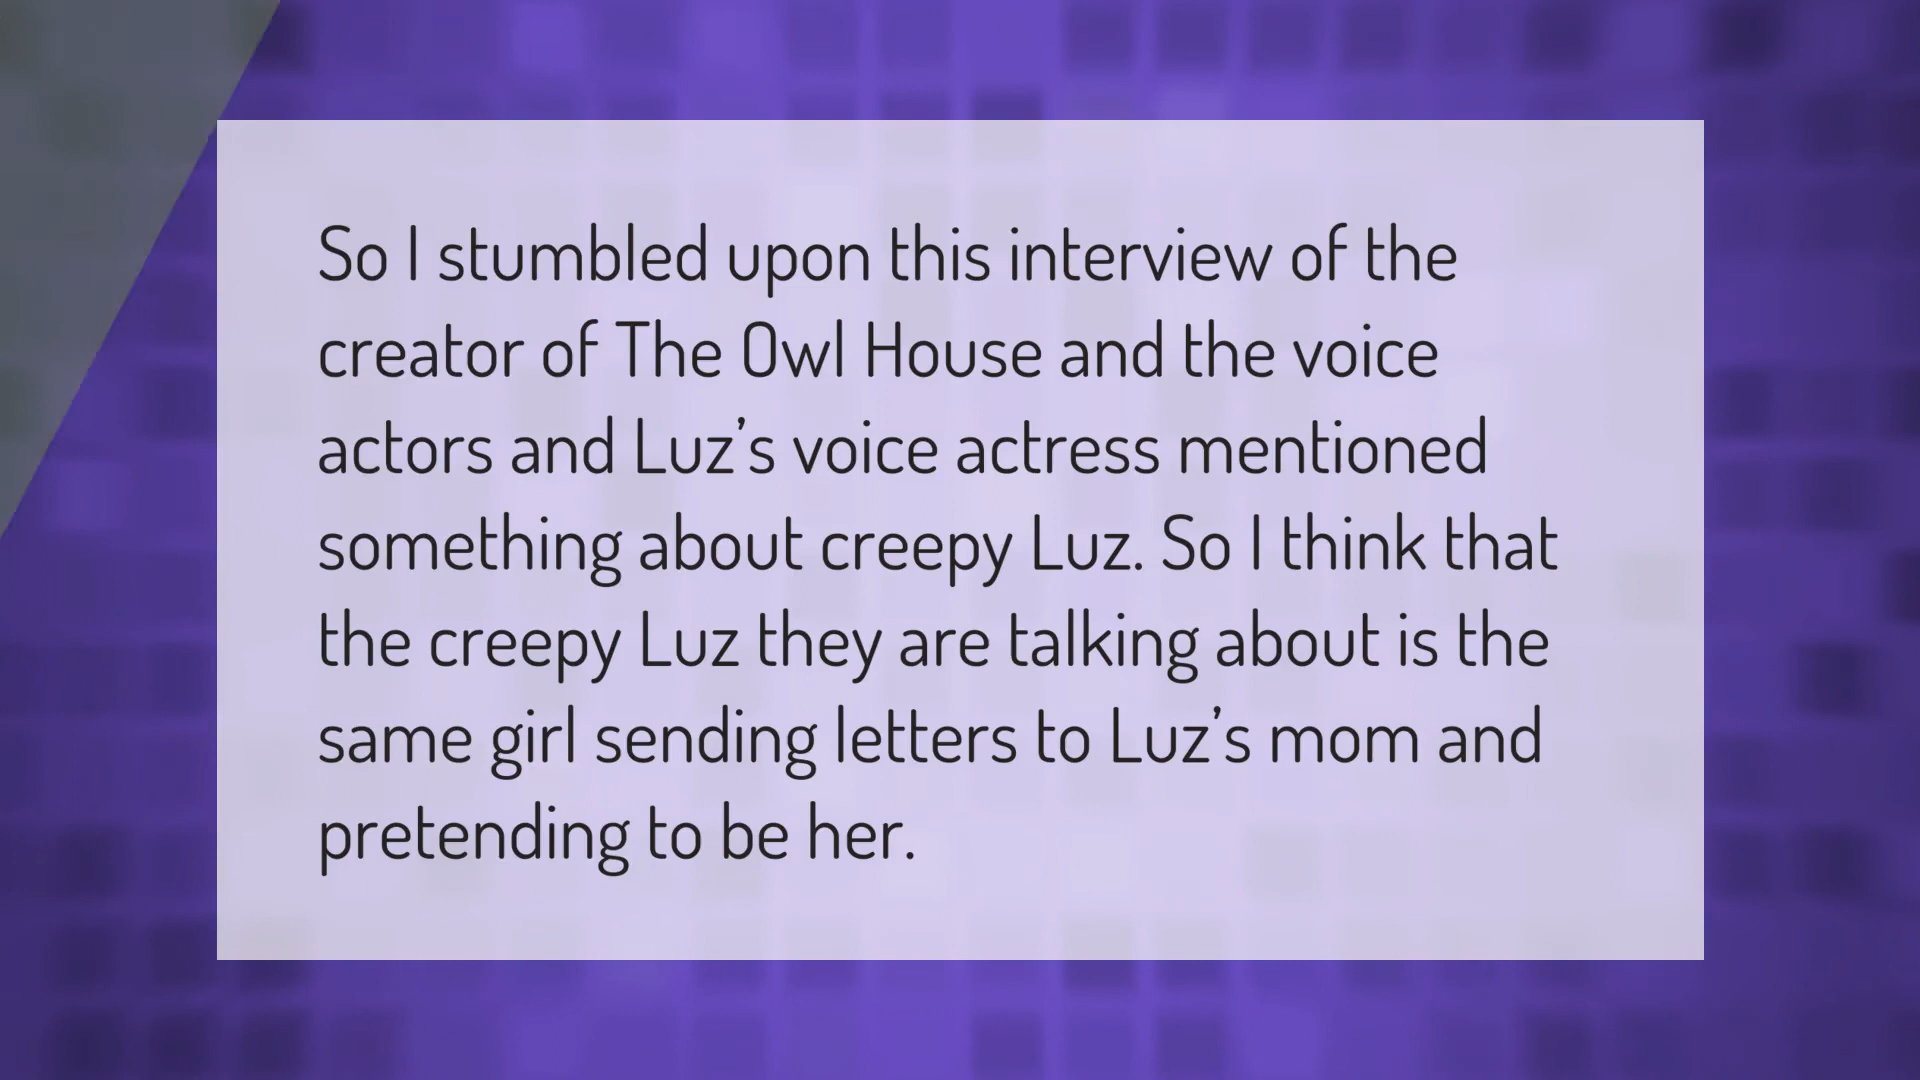 So I stumbled upon this interview of the
creator of The Owl House and the voice
actors and Luz’s voice actress mentioned
something about creepy Luz. So I think that
the creepy Luz they are talking about is the
same girl sending letters to Luz’s mom and
pretending to be her.